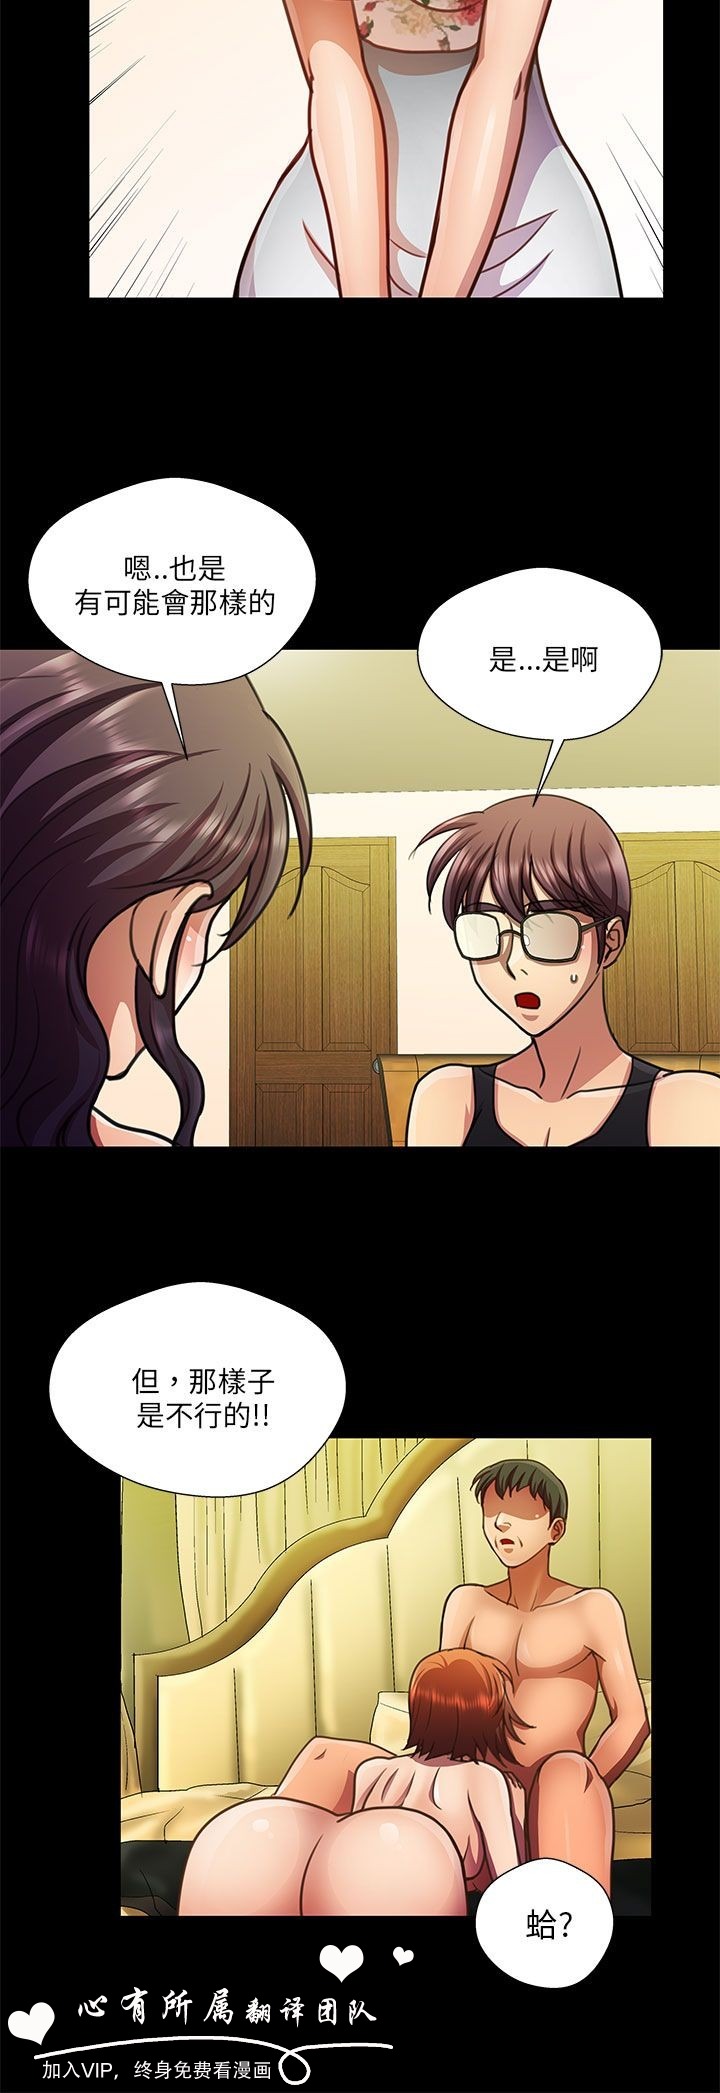 嗯..也是
有可能會那樣的
是...是啊
但，那樣子
是不行的!!
蛤?
心有所属翻译团队
加入VIP，终身免费看漫画